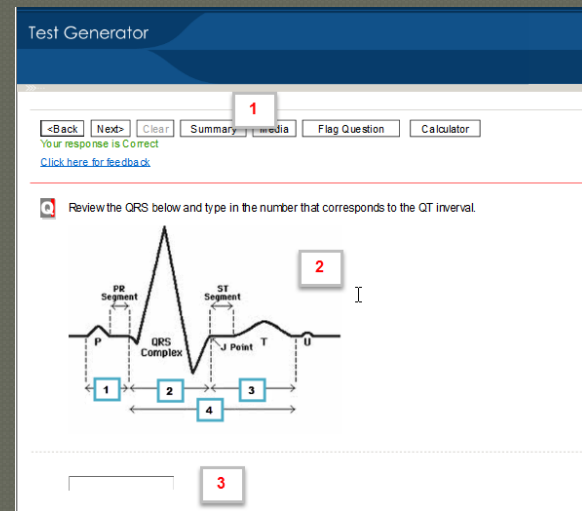 Test Generator
1
<Back Next> Clear Summary Media Flag Question Calculator
Your response is Correct
Click here for feedback
Q Review the QRS below and type in the number that corresponds to the QT inverval.
2
PR Segment
ST Segment
P
QRS Complex
J Point
T
U
1 2 3
4
3